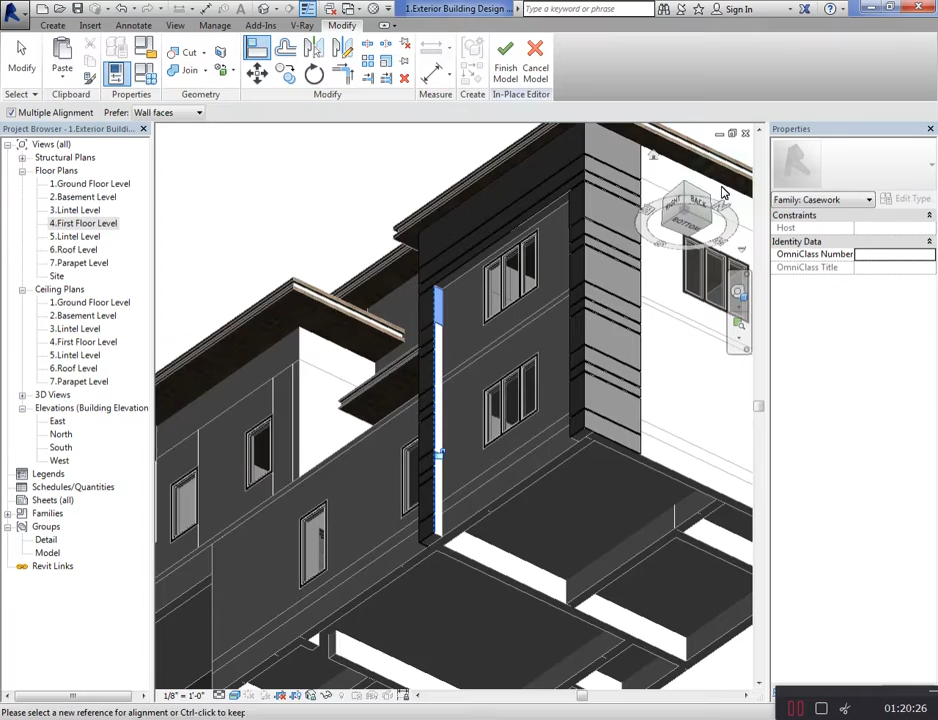 1.Exterior Building Design ...
Type a keyword or phrase
Sign In
Home
Insert
Annotate
View
Manage
Add-Ins
V-Ray
Modify
Modify
Paste
Cut
Join
Finish
Model
Cancel
Model
Select
Clipboard
Properties
Geometry
Modify
Measure
Create
In-Place Editor
Multiple Alignment
Prefer:
Wall faces
Project Browser - 1.Exterior Buildi...
Views (all)
Structural Plans
Floor Plans
1.Ground Floor Level
2.Basement Level
3.Lintel Level
4.First Floor Level
5.Lintel Level
6.Roof Level
7.Parapet Level
Site
Ceiling Plans
1.Ground Floor Level
2.Basement Level
3.Lintel Level
4.First Floor Level
5.Lintel Level
6.Roof Level
7.Parapet Level
3D Views
Elevations (Building Elevation
East
North
South
West
Legends
Schedules/Quantities
Sheets (all)
Families
Groups
Detail
Model
Revit Links
RIGHT
BACK
BOTTOM
Properties
Family: Casework
Edit Type
Constraints
Host
Identity Data
OmniClass Number
OmniClass Title
1/8" = 1'-0"
Please select a new reference for alignment or Ctrl-click to keep
01:20:26